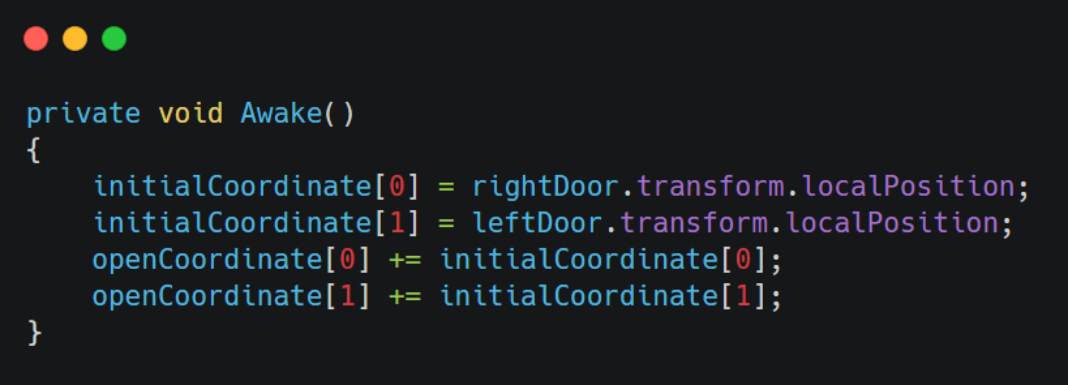 private void Awake()
{
    initialCoordinate[0] = rightDoor.transform.localPosition;
    initialCoordinate[1] = leftDoor.transform.localPosition;
    openCoordinate[0] += initialCoordinate[0];
    openCoordinate[1] += initialCoordinate[1];
}